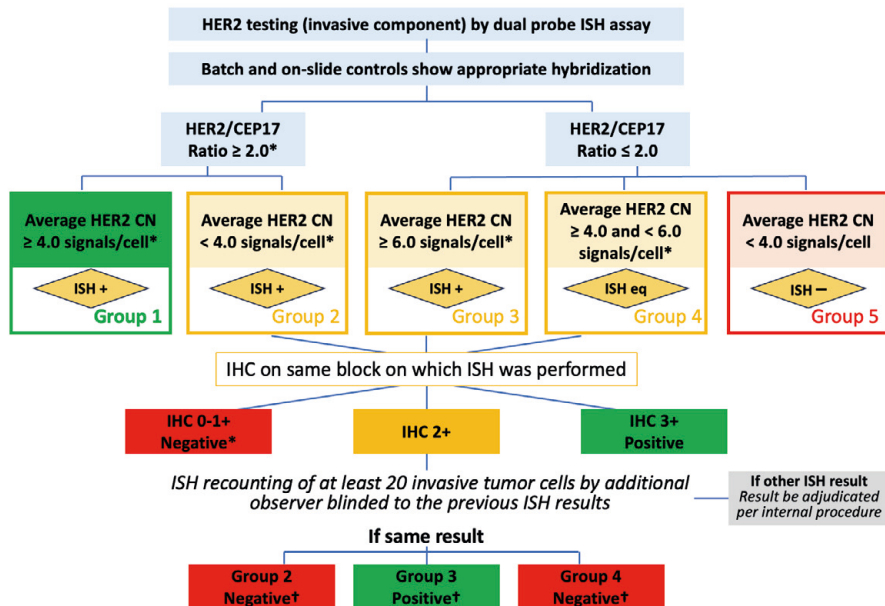 HER2 testing (invasive component) by dual probe ISH assay
Batch and on-slide controls show appropriate hybridization
HER2/CEP17
Ratio ≥ 2.0*
HER2/CEP17
Ratio ≤ 2.0
Average HER2 CN
≥ 4.0 signals/cell*
ISH +
Group 1
Average HER2 CN
< 4.0 signals/cell*
ISH +
Group 2
Average HER2 CN
≥ 6.0 signals/cell*
ISH +
Group 3
Average HER2 CN
≥ 4.0 and < 6.0
signals/cell*
ISH eq
Group 4
Average HER2 CN
< 4.0 signals/cell
ISH —
Group 5
IHC on same block on which ISH was performed
IHC 0-1+
Negative*
IHC 2+
IHC 3+
Positive
ISH recounting of at least 20 invasive tumor cells by additional
observer blinded to the previous ISH results
If other ISH result
Result be adjudicated
per internal procedure
If same result
Group 2
Negative†
Group 3
Positive†
Group 4
Negative†